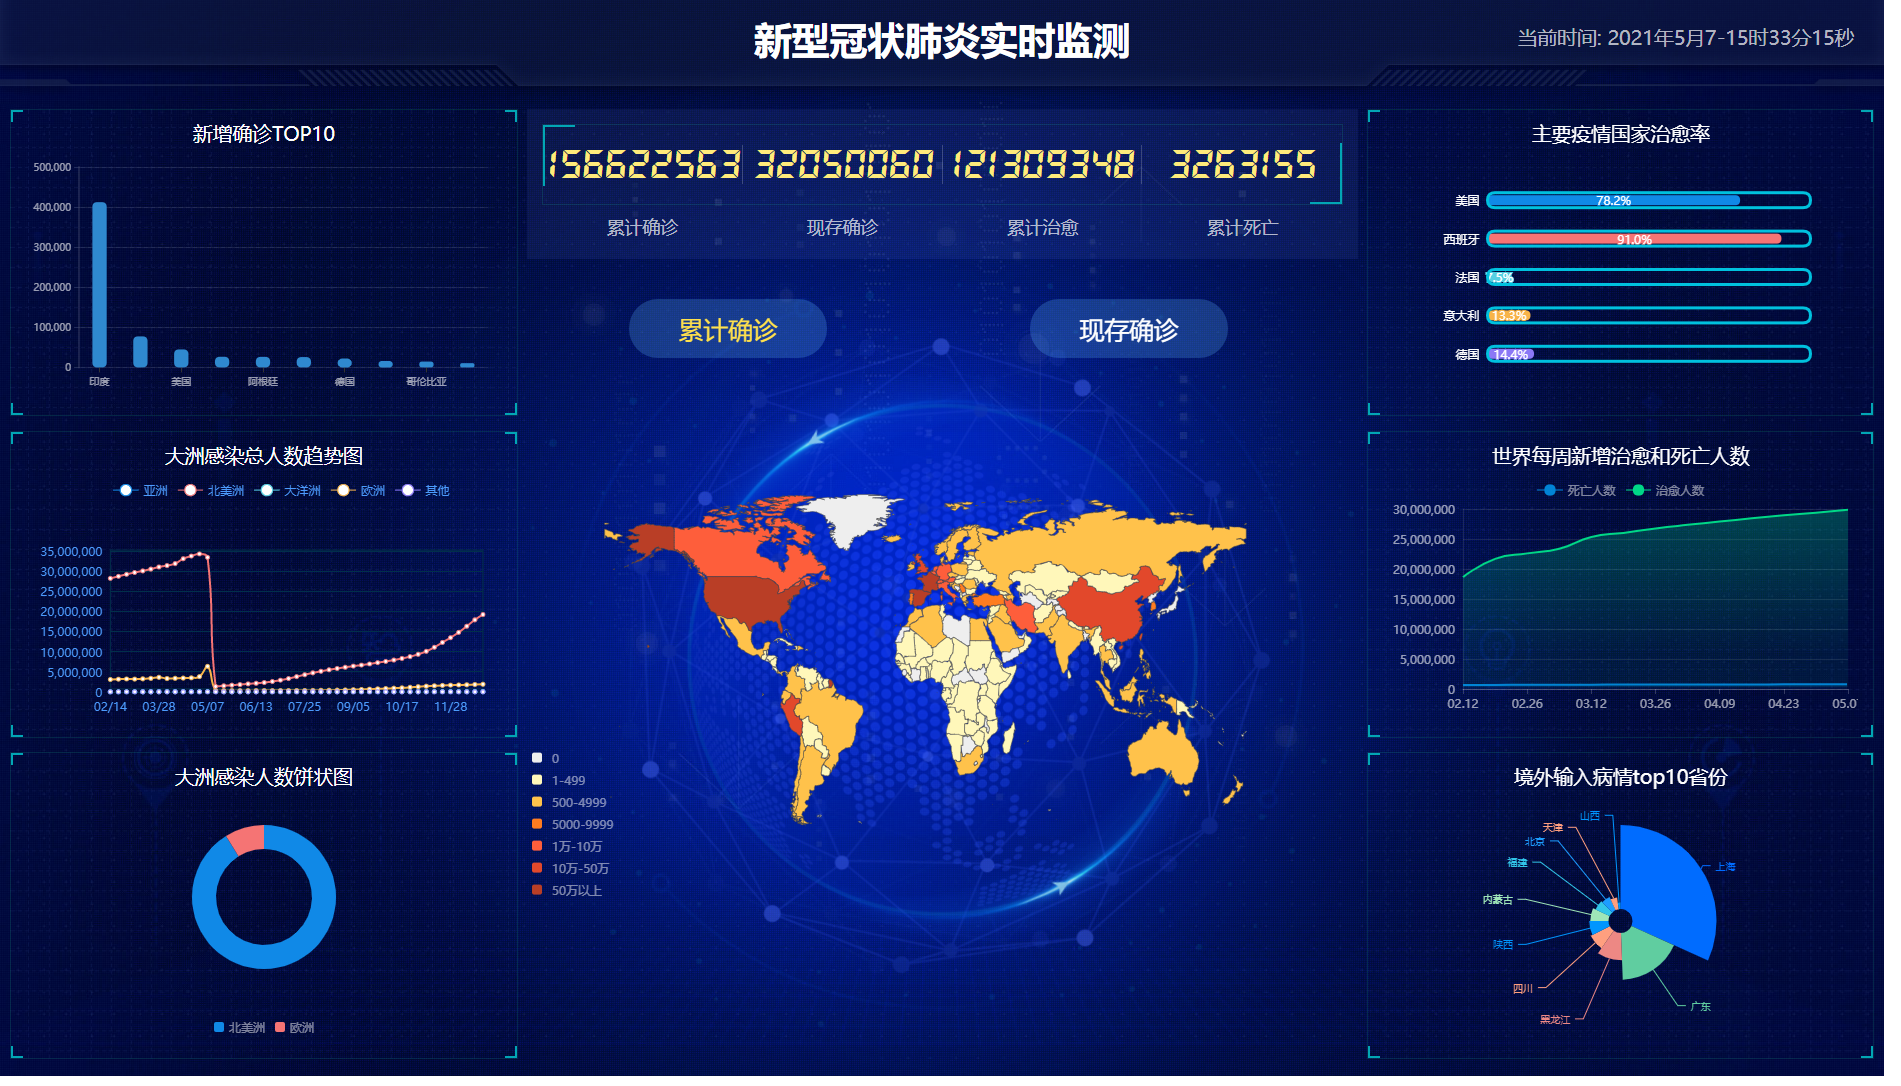 新型冠状肺炎实时监测
当前时间: 2021年5月7-15时33分15秒
新增确诊TOP10
500,000
400,000
300,000
200,000
100,000
0
印度 美国 阿根廷 德国 哥伦比亚
大洲感染总人数趋势图
亚洲 北美洲 大洋洲 欧洲 其他
35,000,000
30,000,000
25,000,000
20,000,000
15,000,000
10,000,000
5,000,000
0
02/14 03/28 05/07 06/13 07/25 09/05 10/17 11/28
大洲感染人数饼状图
北美洲 欧洲
156622563 32050060 121309348 3263155
累计确诊 现存确诊 累计治愈 累计死亡
累计确诊 现存确诊
0
1-499
500-4999
5000-9999
1万-10万
10万-50万
50万以上
主要疫情国家治愈率
美国 78.2%
西班牙 91.0%
法国 7.5%
意大利 13.3%
德国 14.4%
世界每周新增治愈和死亡人数
死亡人数 治愈人数
30,000,000
25,000,000
20,000,000
15,000,000
10,000,000
5,000,000
0
02.12 02.26 03.12 03.26 04.09 04.23 05.0
境外输入病情top10省份
山西
天津
北京
福建
上海
内蒙古
陕西
四川
广东
黑龙江